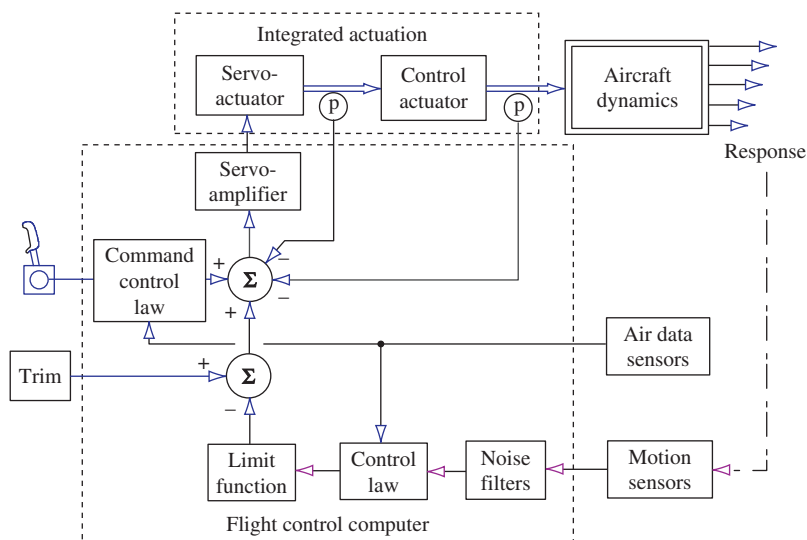 Integrated actuation
Servo-
actuator
Control
actuator
Aircraft
dynamics
p
p
Response
Servo-
amplifier
Command
control
law
+
Σ
−
−
+
Air data
sensors
Trim
+
Σ
−
Limit
function
Control
law
Noise
filters
Motion
sensors
Flight control computer